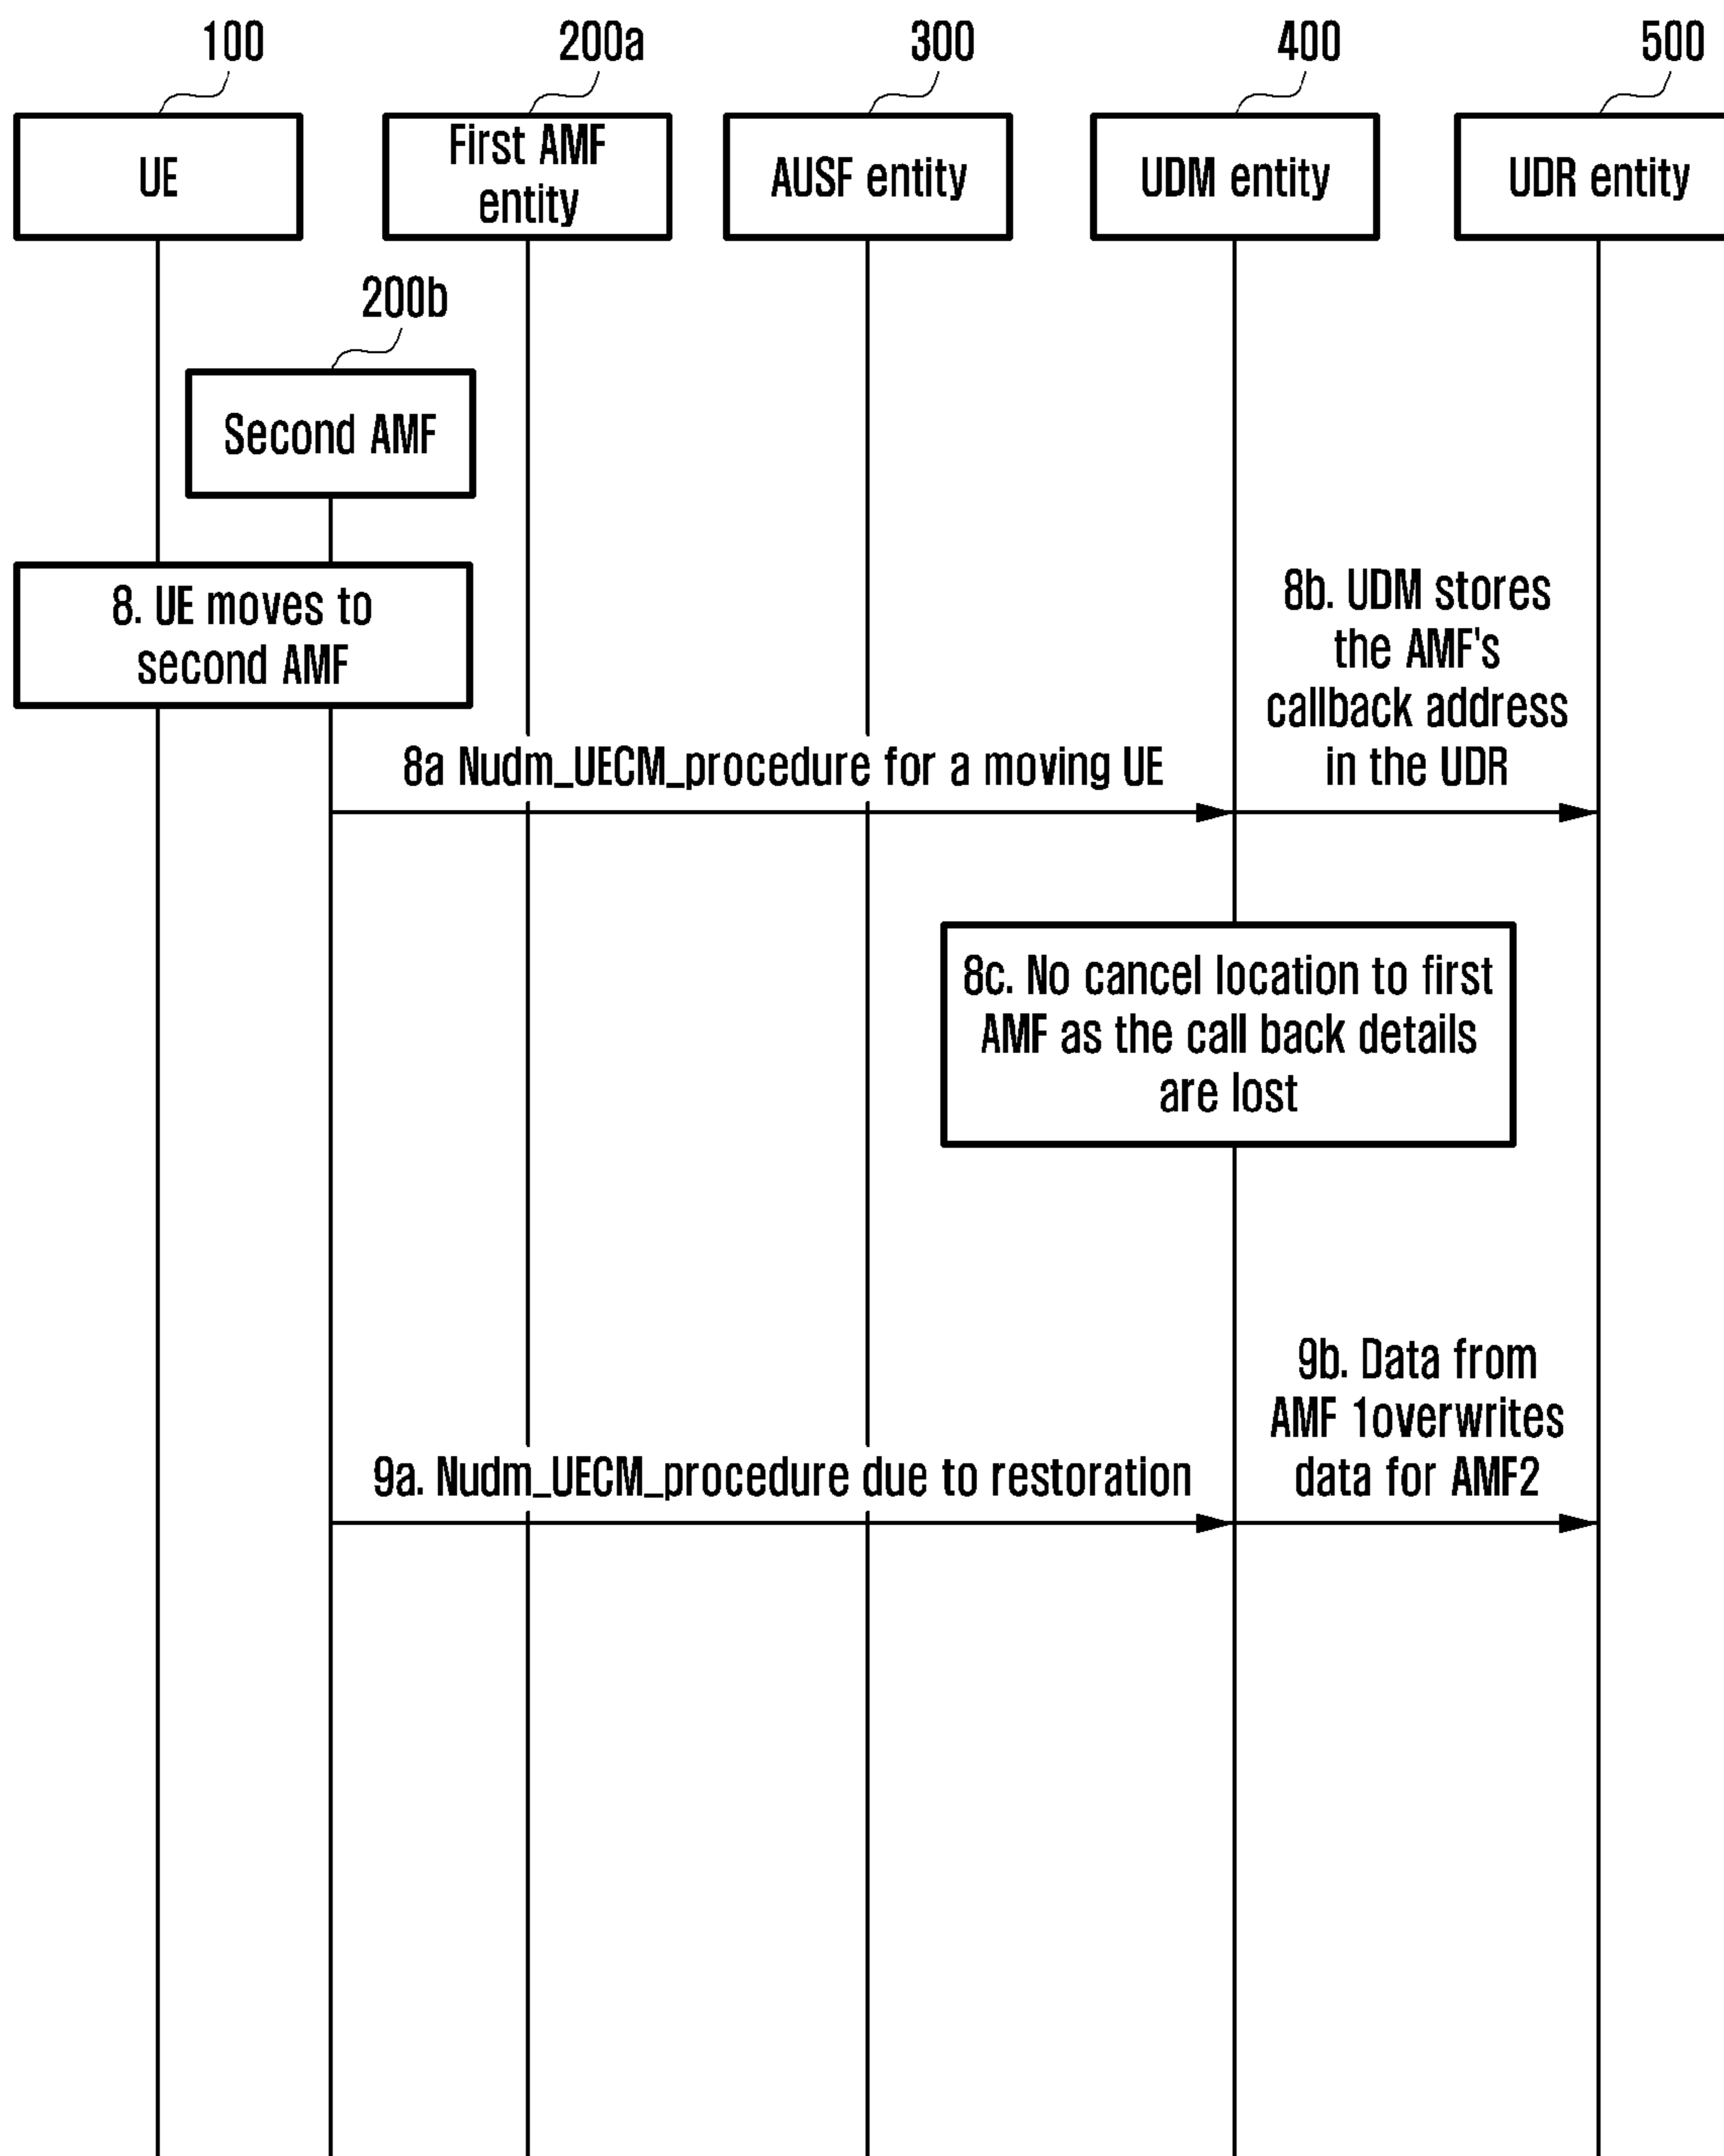 100
200a
300
400
500
UE
First AMF
entity
AUSF entity
UDM entity
UDR entity
200b
Second AMF
8. UE moves to
second AMF
8b. UDM stores
the AMF's
callback address
in the UDR
8a Nudm_UECM_procedure for a moving UE
8c. No cancel location to first
AMF as the call back details
are lost
9b. Data from
AMF 1overwrites
data for AMF2
9a. Nudm_UECM_procedure due to restoration